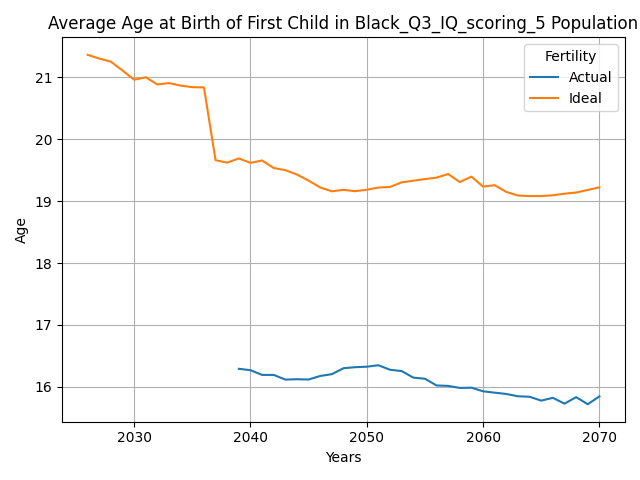 Average Age at Birth of First Child in Black_Q3_IQ_scoring_5 Population
Fertility
Actual
Ideal
Age
21
20
19
18
17
16
2030 2040 2050 2060 2070
Years